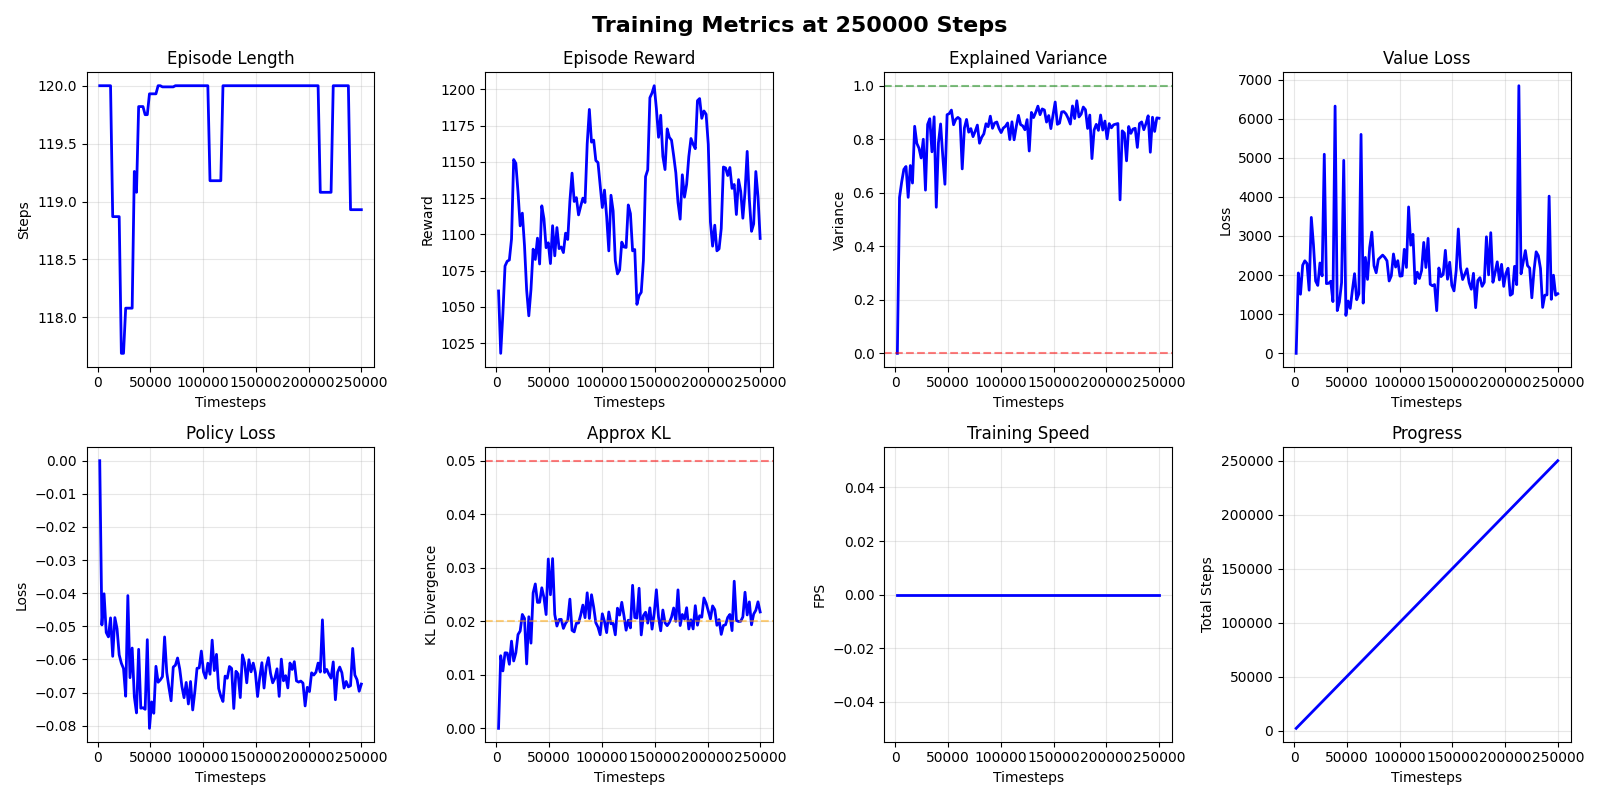 Training Metrics at 250000 Steps
Episode Length
Steps
120.0
119.5
119.0
118.5
118.0
0 50000 100000 150000 200000 250000
Timesteps
Episode Reward
Reward
1200
1175
1150
1125
1100
1075
1050
1025
0 50000 100000 150000 200000 250000
Timesteps
Explained Variance
Variance
1.0
0.8
0.6
0.4
0.2
0.0
0 50000 100000 150000 200000 250000
Timesteps
Value Loss
Loss
7000
6000
5000
4000
3000
2000
1000
0
0 50000 100000 150000 200000 250000
Timesteps
Policy Loss
Loss
0.00
−0.01
−0.02
−0.03
−0.04
−0.05
−0.06
−0.07
−0.08
0 50000 100000 150000 200000 250000
Timesteps
Approx KL
KL Divergence
0.05
0.04
0.03
0.02
0.01
0.00
0 50000 100000 150000 200000 250000
Timesteps
Training Speed
FPS
0.04
0.02
0.00
−0.02
−0.04
0 50000 100000 150000 200000 250000
Timesteps
Progress
Total Steps
250000
200000
150000
100000
50000
0
0 50000 100000 150000 200000 250000
Timesteps